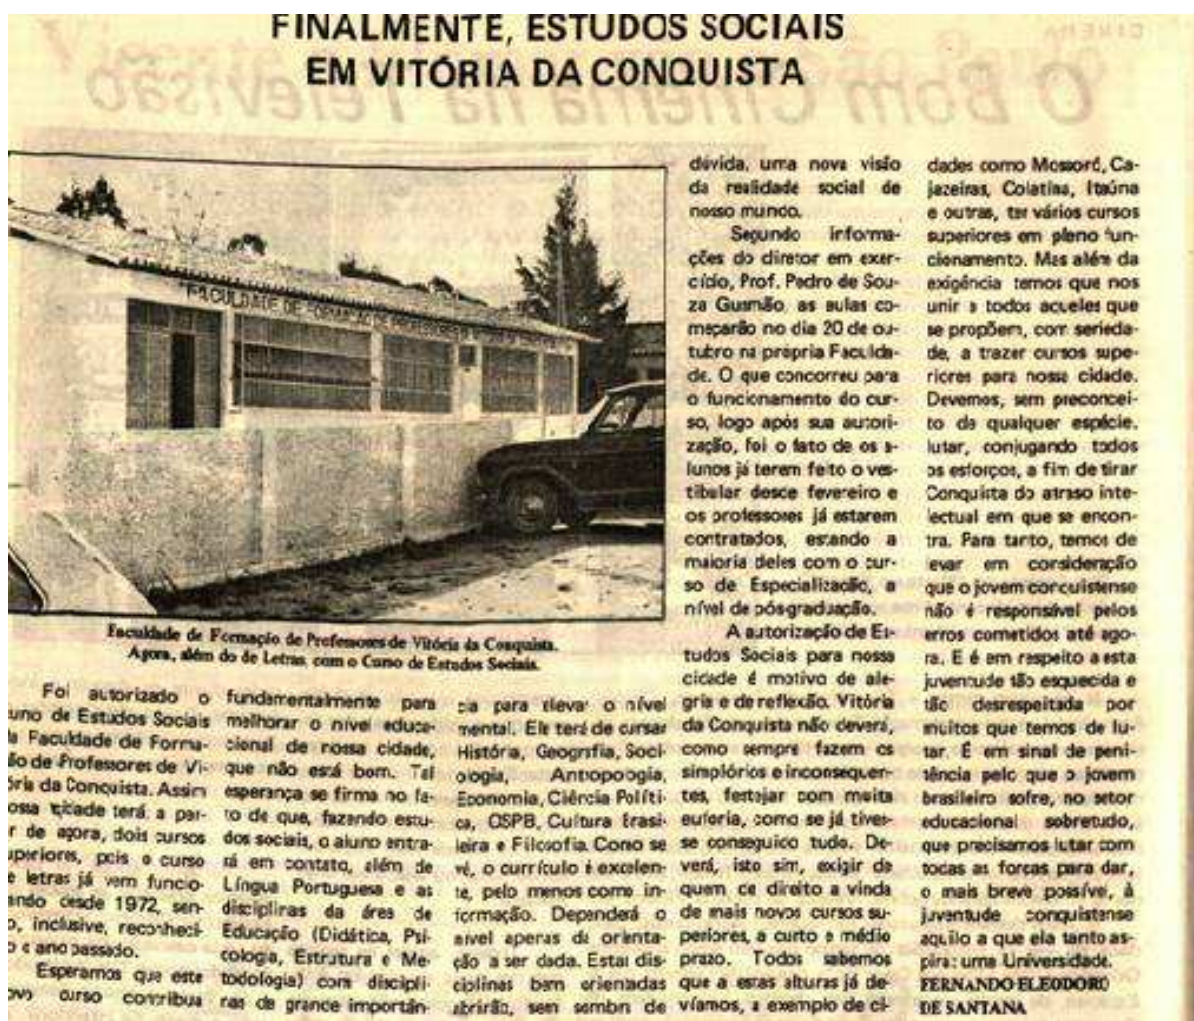 FINALMENTE, ESTUDOS SOCIAIS
EM VITÓRIA DA CONQUISTA
FACULDADE DE FORMAÇÃO DE PROFESSORES
Faculdade de Formação de Professores de Vitória da Conquista.
Agora, além do de Letras, com o Curso de Estudos Sociais.
Foi autorizado o
urso de Estudos Sociais
a Faculdade de Forma-
ão de Professores de Vi-
ória da Conquista. Assim
ossa cidade terá, a par-
r de agora, dois cursos
uperiores, pois o curso
e letras já vem funcio-
ando desde 1972, sen-
o, inclusive, reconheci-
o o ano passado.
Esperamos que este
ovo curso contribua
fundamentalmente para
melhorar o nível educa-
cional de nossa cidade,
que não está bom. Tal
esperança se firma no fa-
to de que, fazendo estu-
dos sociais, o aluno entra-
rá em contato, além de
Língua Portuguesa e as
disciplinas da área de
Educação (Didática, Psi-
cologia, Estrutura e Me-
todologia) com discipli-
nas de grande importân-
cia para elevar o nível
mental. Ele terá de cursar
História, Geografia, Soci-
ologia, Antropologia,
Economia, Ciência Políti-
ca, OSPB, Cultura Brasi-
leira e Filosofia. Como se
vê, o currículo é excelen-
te, pelo menos como in-
formação. Dependerá o
nível apenas da orienta-
ção a ser dada. Estas dis-
ciplinas bem orientadas
abrirão, sem sombra de
dúvida, uma nova visão
da realidade social de
nosso mundo.
Segundo informa-
ções do diretor em exer-
cício, Prof. Pedro de Sou-
za Gusmão, as aulas co-
meçarão no dia 20 de ou-
tubro na própria Faculda-
de. O que concorreu para
o funcionamento do cur-
so, logo após sua autori-
zação, foi o fato de os a-
lunos já terem feito o ves-
tibular desde fevereiro e
os professores já estarem
contratados, estando a
maioria deles com o cur-
so de Especialização, a
nível de pós-graduação.
A autorização de Es-
tudos Sociais para nossa
cidade é motivo de ale-
gria e de reflexão. Vitória
da Conquista não deverá,
como sempre fazem os
simplórios e inconsequen-
tes, festejar com muita
euforia, como se já tives-
se conseguido tudo. De-
verá, isto sim, exigir de
quem de direito a vinda
de mais novos cursos su-
periores, a curto e médio
prazo. Todos sabemos
que a estas alturas já de-
víamos, a exemplo de ci-
dades como Mossoró, Ca-
jazeiras, Colatina, Itaúna
e outras, ter vários cursos
superiores em pleno fun-
cionamento. Mas além da
exigência temos que nos
unir a todos aqueles que
se propõem, com serieda-
de, a trazer cursos supe-
riores para nossa cidade.
Devemos, sem preconcei-
to de qualquer espécie,
lutar, conjugando todos
os esforços, a fim de tirar
Conquista do atraso inte-
lectual em que se encon-
tra. Para tanto, temos de
levar em consideração
que o jovem conquistense
não é responsável pelos
erros cometidos até ago-
ra. E é em respeito a esta
juventude tão esquecida e
tão desrespeitada por
muitos que temos de lu-
tar. É em sinal de peni-
tência pelo que o jovem
brasileiro sofre, no setor
educacional sobretudo,
que precisamos lutar com
todas as forças para dar,
o mais breve possível, à
juventude conquistense
aquilo a que ela tanto as-
pira: uma Universidade.
FERNANDO ELEODORO
DE SANTANA